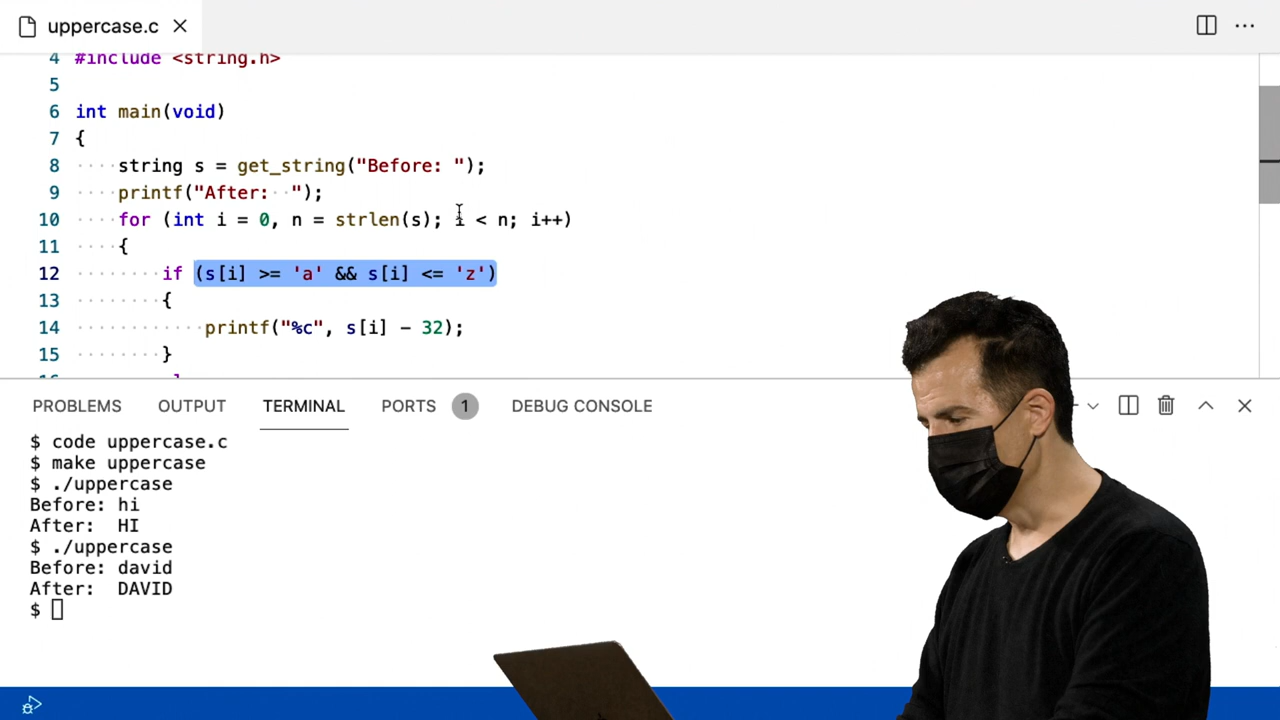 uppercase.c
4 #include <string.h>
5
6 int main(void)
7 {
8 string s = get_string("Before: ");
9 printf("After:  ");
10 for (int i = 0, n = strlen(s); i < n; i++)
11 {
12 if (s[i] >= 'a' && s[i] <= 'z')
13 {
14 printf("%c", s[i] - 32);
15 }
PROBLEMS OUTPUT TERMINAL PORTS 1 DEBUG CONSOLE
$ code uppercase.c
$ make uppercase
$ ./uppercase
Before: hi
After:  HI
$ ./uppercase
Before: david
After:  DAVID
$